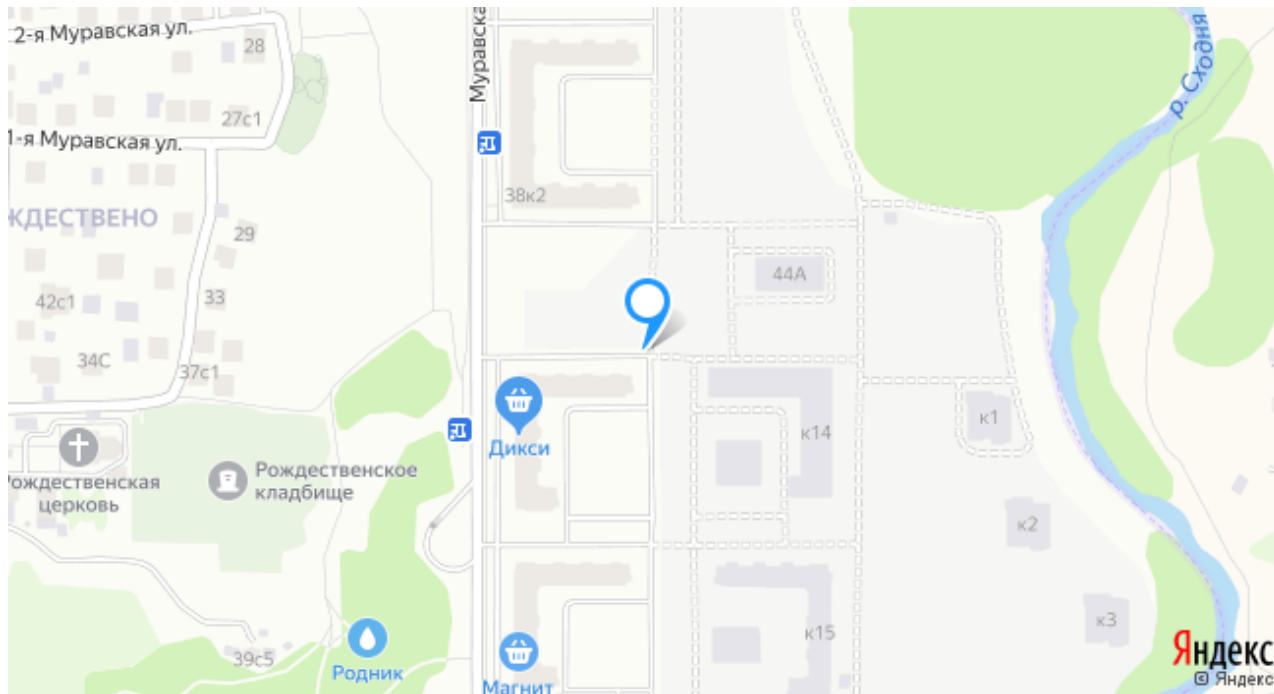 2-я Муравская ул.
28
Муравска
р. Сходня
27с1
1-я Муравская ул.
38к2
ЖДЕСТВЕНО
29
44А
42с1
33
34С
37с1
Дикси
к14
к1
Рождественское
кладбище
Рождественская
церковь
к2
к3
к15
39с5
Родник
Магнит
Яндекс
© Яндекс